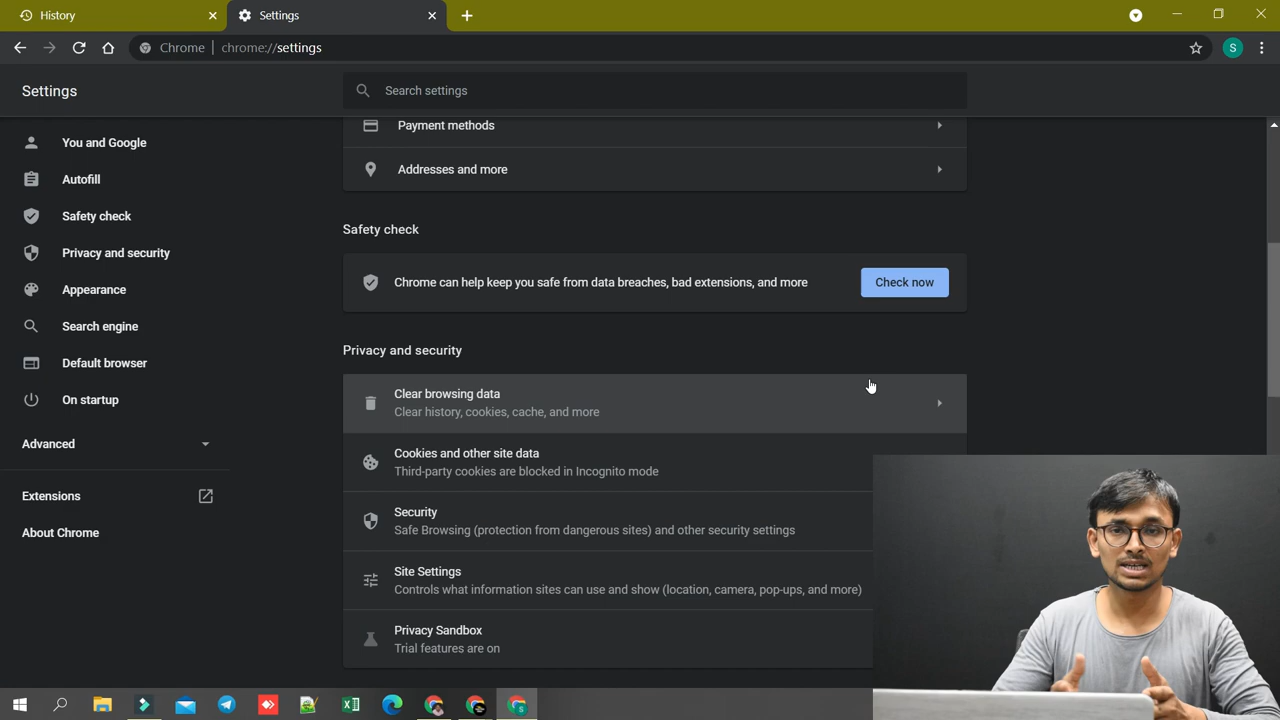 History
Settings
Chrome | chrome://settings
S
Settings
Search settings
You and Google
Autofill
Safety check
Privacy and security
Appearance
Search engine
Default browser
On startup
Advanced
Extensions
About Chrome
Payment methods
Addresses and more
Safety check
Chrome can help keep you safe from data breaches, bad extensions, and more
Check now
Privacy and security
Clear browsing data
Clear history, cookies, cache, and more
Cookies and other site data
Third-party cookies are blocked in Incognito mode
Security
Safe Browsing (protection from dangerous sites) and other security settings
Site Settings
Controls what information sites can use and show (location, camera, pop-ups, and more)
Privacy Sandbox
Trial features are on